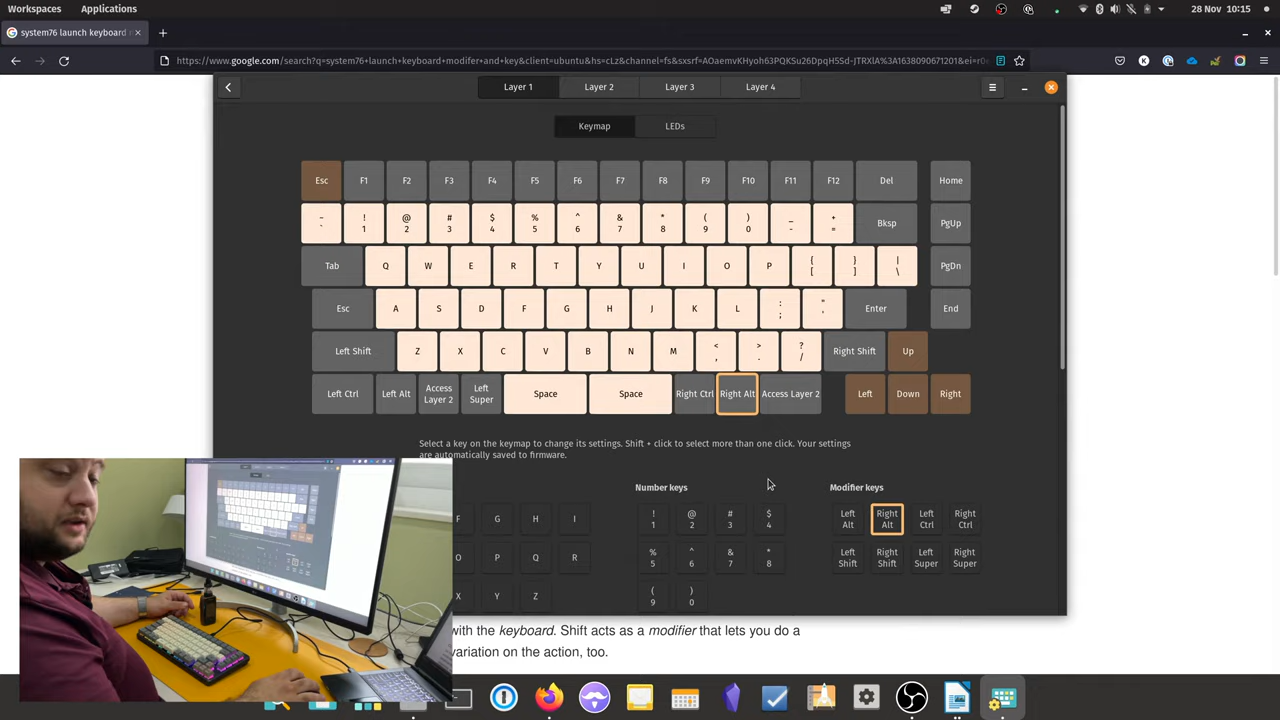 Workspaces Applications 28 Nov 10:15
system76 launch keyboard
https://www.google.com/search?q=system76+launch+keyboard+modifer+and+key&client=ubuntu&hs=cLz&channel=fs&sxsrf=AOaemvKHyoh63PQKSu26DpqH5Sd-JTRXlA%3A1638090671201&ei=r0
Layer 1 Layer 2 Layer 3 Layer 4
Keymap LEDs
Esc F1 F2 F3 F4 F5 F6 F7 F8 F9 F10 F11 F12 Del Home
~ ! @ # $ % ^ & * ( ) _ +
` 1 2 3 4 5 6 7 8 9 0 - = Bksp PgUp
Tab Q W E R T Y U I O P { [ } ] | \ PgDn
Esc A S D F G H J K L : ; " ' Enter End
Left Shift Z X C V B N M < , > . ? / Right Shift Up
Left Ctrl Left Alt Access Layer 2 Left Super Space Space Right Ctrl Right Alt Access Layer 2 Left Down Right
Select a key on the keymap to change its settings. Shift + click to select more than one click. Your settings
are automatically saved to firmware.
Number keys Modifier keys
F G H I ! 1 @ 2 # 3 $ 4 Left Alt Right Alt Left Ctrl Right Ctrl
O P Q R % 5 ^ 6 & 7 * 8 Left Shift Right Shift Left Super Right Super
X Y Z ( 9 ) 0
with the keyboard. Shift acts as a modifier that lets you do a
variation on the action, too.